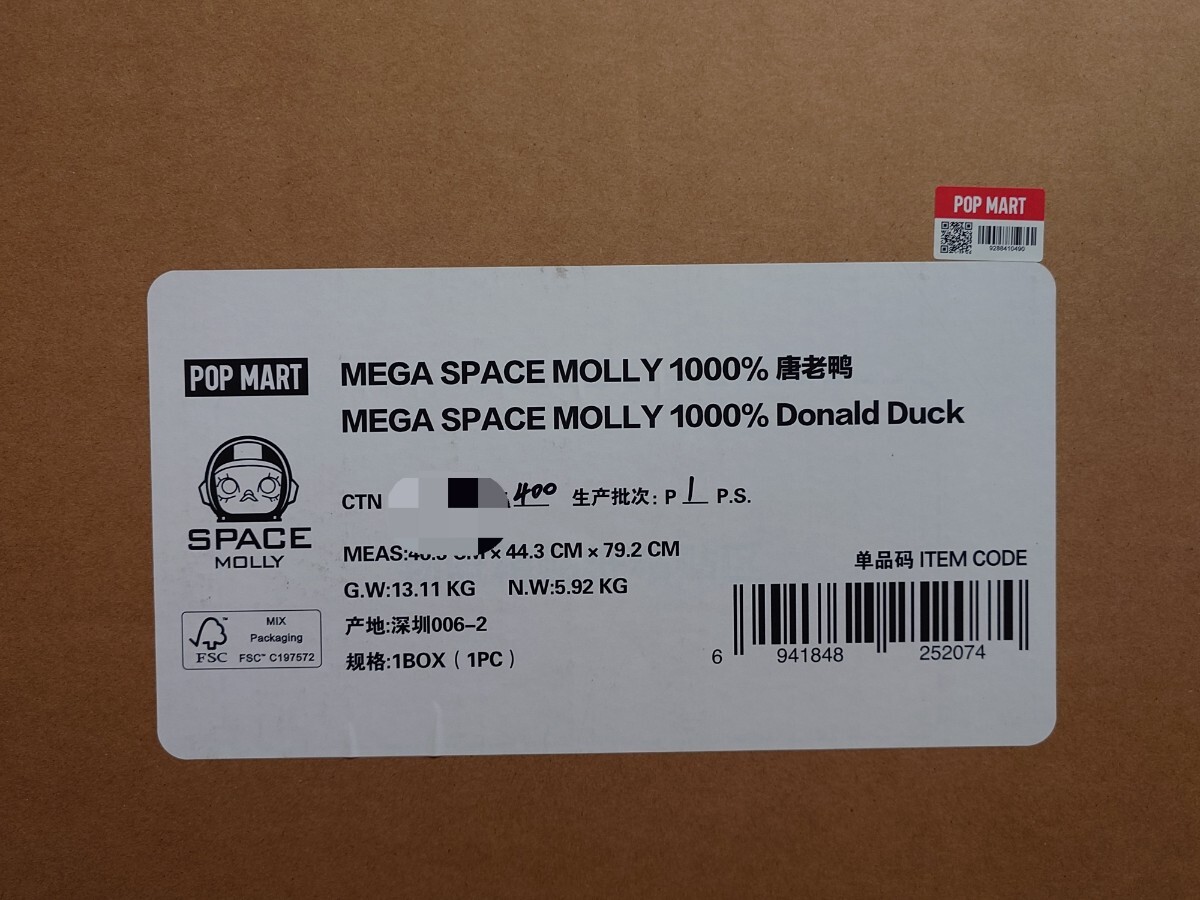 POP MART
9288410490
POP MART
MEGA SPACE MOLLY 1000% 唐老鸭
MEGA SPACE MOLLY 1000% Donald Duck
SPACE
MOLLY
CTN 400 生产批次: P 1 P.S.
MEAS: × 44.3 CM × 79.2 CM
G.W:13.11 KG N.W:5.92 KG
产地:深圳006-2
规格:1BOX（1PC）
单品码 ITEM CODE
6 941848 252074
MIX
Packaging
FSC™ C197572
FSC